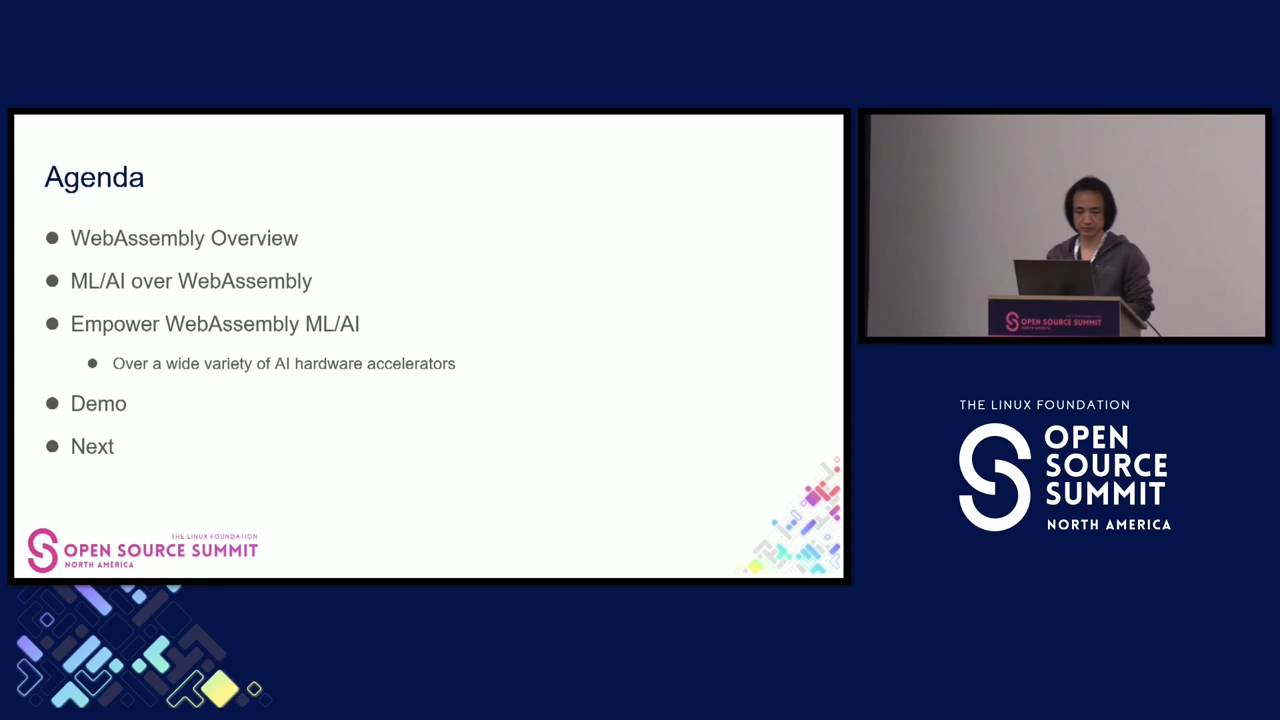 Agenda
WebAssembly Overview
ML/AI over WebAssembly
Empower WebAssembly ML/AI
Over a wide variety of AI hardware accelerators
Demo
Next
THE LINUX FOUNDATION
OPEN SOURCE SUMMIT
NORTH AMERICA
OPEN SOURCE SUMMIT
NORTH AMERICA
THE LINUX FOUNDATION
OPEN
SOURCE
SUMMIT
NORTH AMERICA